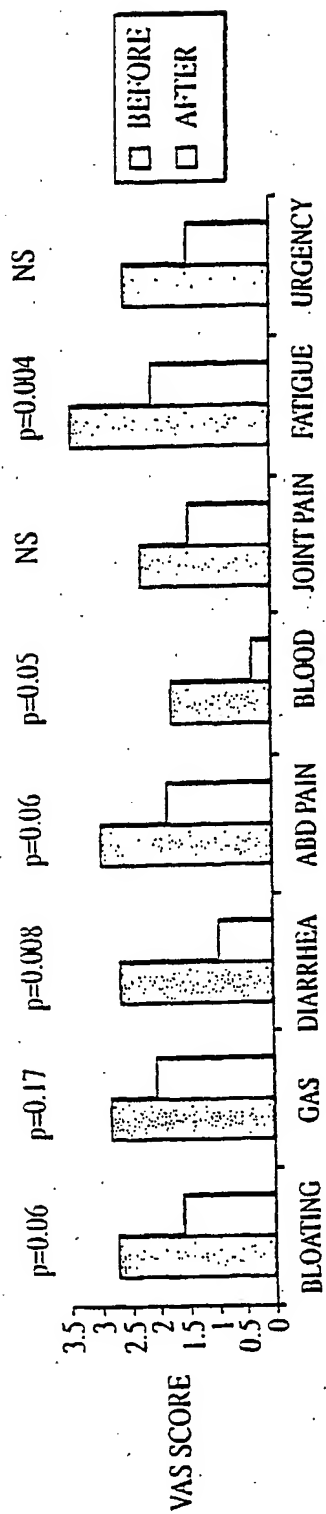 p=0.06 p=0.17 p=0.008 p=0.06 p=0.05 NS p=0.004 NS
BEFORE
AFTER
VAS SCORE
3.5
3
2.5
2
1.5
1
0.5
0
BLOATING GAS DIARRHEA ABD PAIN BLOOD JOINT PAIN FATIGUE URGENCY